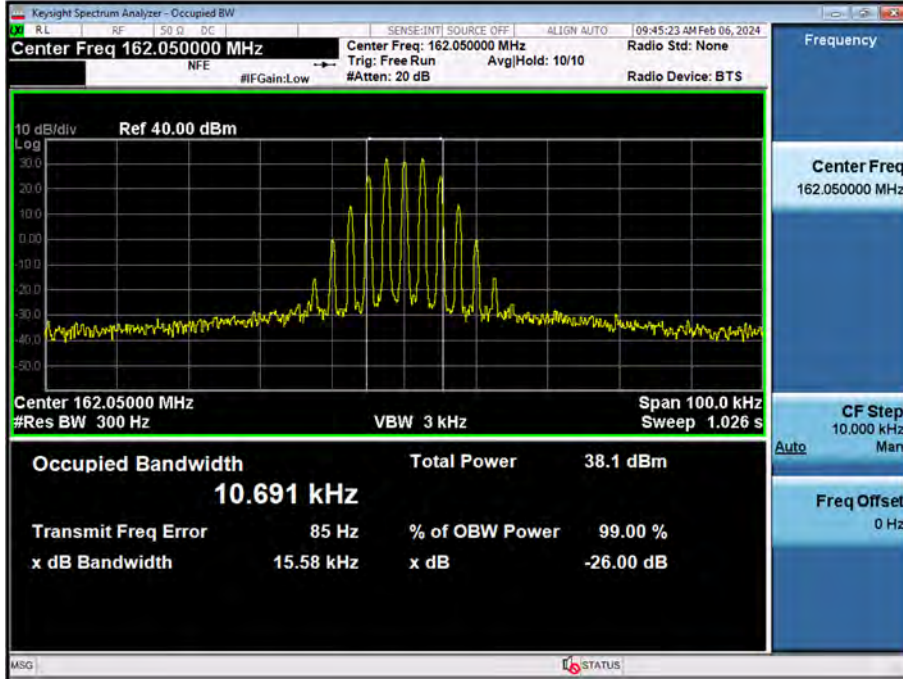 Keysight Spectrum Analyzer - Occupied BW
RL RF 50 Ω DC SENSE:INT SOURCE OFF ALIGN AUTO 09:45:23 AM Feb 06, 2024
Center Freq 162.050000 MHz
NFE
#IFGain:Low
Center Freq: 162.050000 MHz
Trig: Free Run Avg|Hold: 10/10
#Atten: 20 dB
Radio Std: None
Radio Device: BTS
10 dB/div Ref 40.00 dBm
Log
30.0
20.0
10.0
0.00
-10.0
-20.0
-30.0
-40.0
-50.0
Center 162.05000 MHz Span 100.0 kHz
#Res BW 300 Hz VBW 3 kHz Sweep 1.026 s
Occupied Bandwidth Total Power 38.1 dBm
10.691 kHz
Transmit Freq Error 85 Hz % of OBW Power 99.00 %
x dB Bandwidth 15.58 kHz x dB -26.00 dB
MSG STATUS
Frequency
Center Freq
162.050000 MHz
CF Step
10.000 kHz
Auto Man
Freq Offset
0 Hz